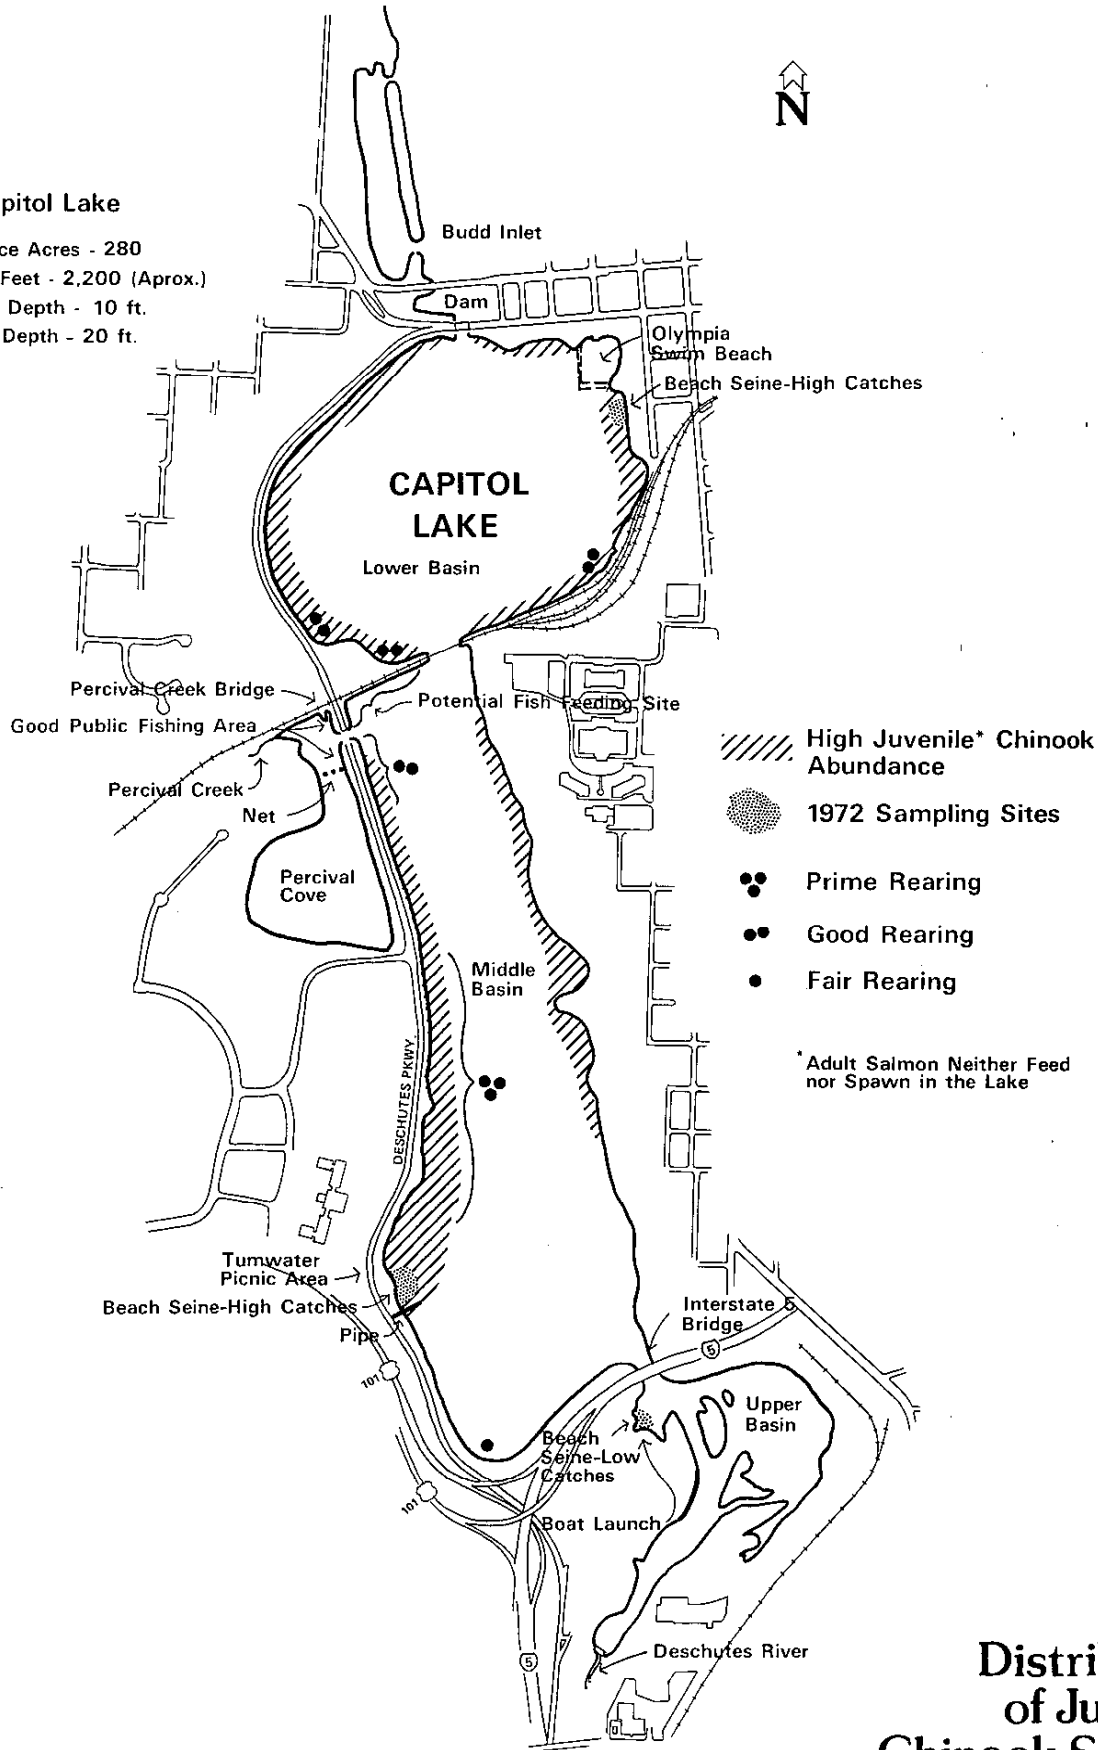 N
pitol Lake
ce Acres - 280
Feet - 2,200 (Aprox.)
Depth - 10 ft.
Depth - 20 ft.
Budd Inlet
Dam
Olympia
Swim Beach
Beach Seine-High Catches
CAPITOL
LAKE
Lower Basin
Percival Creek Bridge
Potential Fish Feeding Site
Good Public Fishing Area
Percival Creek
Net
Percival
Cove
High Juvenile* Chinook
Abundance
1972 Sampling Sites
Prime Rearing
Good Rearing
Fair Rearing
*Adult Salmon Neither Feed
nor Spawn in the Lake
Middle
Basin
DESCHUTES PKWY.
Tumwater
Picnic Area
Beach Seine-High Catches
Pipe
Interstate 5
Bridge
5
101
Upper
Basin
Beach
Seine-Low
Catches
101
Boat Launch
Deschutes River
5
Distri
of Ju
Chinook S